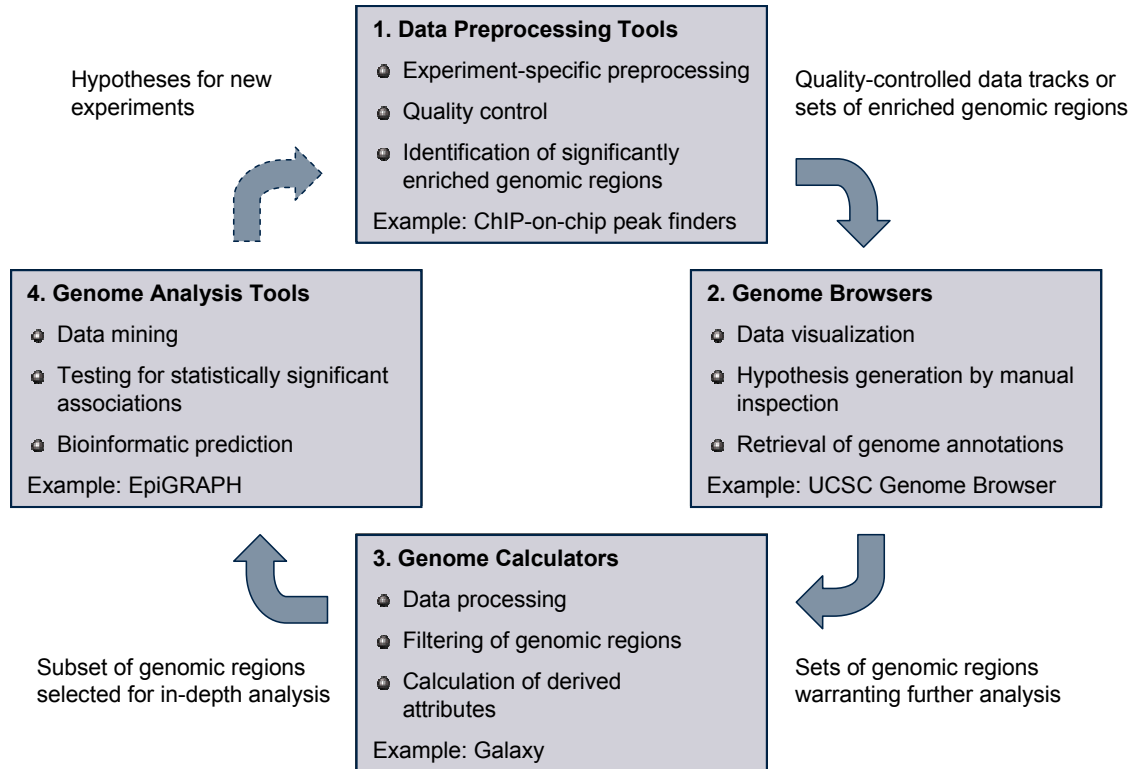 1. Data Preprocessing Tools
Experiment-specific preprocessing
Quality control
Identification of significantly
enriched genomic regions
Example: ChIP-on-chip peak finders
Quality-controlled data tracks or
sets of enriched genomic regions
2. Genome Browsers
Data visualization
Hypothesis generation by manual
inspection
Retrieval of genome annotations
Example: UCSC Genome Browser
Sets of genomic regions
warranting further analysis
3. Genome Calculators
Data processing
Filtering of genomic regions
Calculation of derived
attributes
Example: Galaxy
Subset of genomic regions
selected for in-depth analysis
4. Genome Analysis Tools
Data mining
Testing for statistically significant
associations
Bioinformatic prediction
Example: EpiGRAPH
Hypotheses for new
experiments